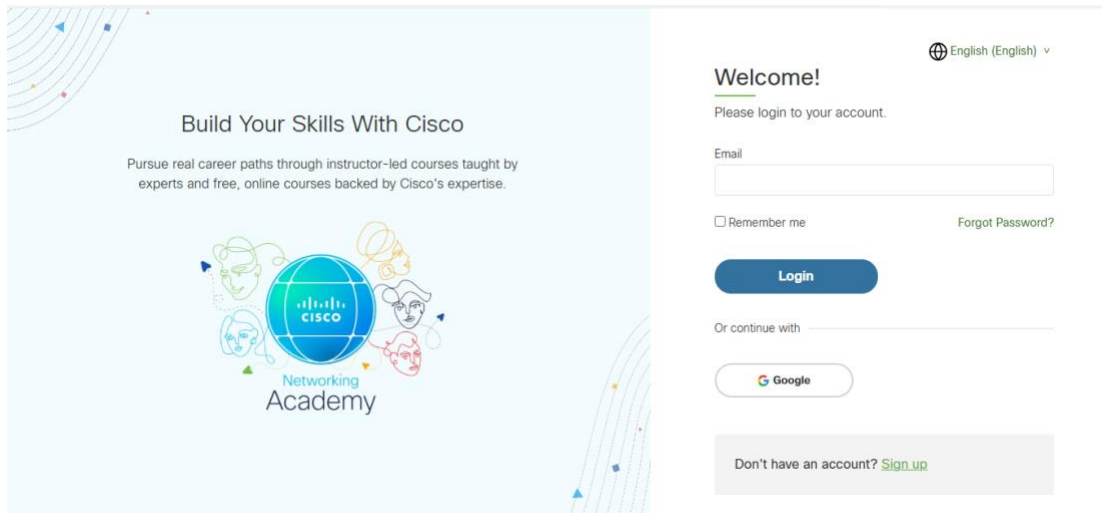 Build Your Skills With Cisco
Pursue real career paths through instructor-led courses taught by
experts and free, online courses backed by Cisco's expertise.
CISCO
Networking
Academy
English (English)
Welcome!
Please login to your account.
Email
Remember me
Forgot Password?
Login
Or continue with
Google
Don't have an account? Sign up